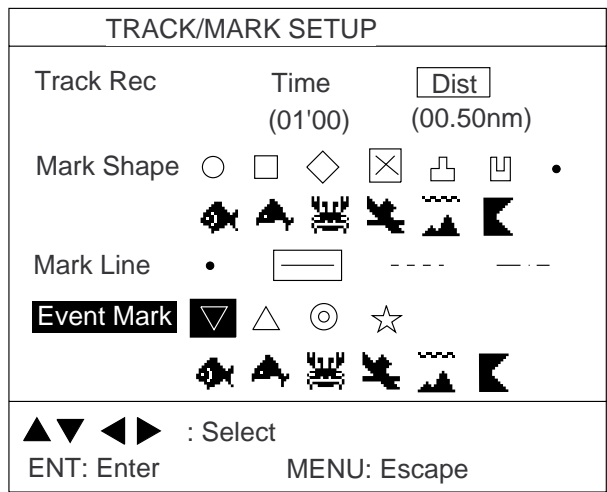 TRACK/MARK SETUP
Track Rec Time Dist
(01'00) (00.50nm)
Mark Shape
Mark Line
Event Mark
: Select
ENT: Enter MENU: Escape